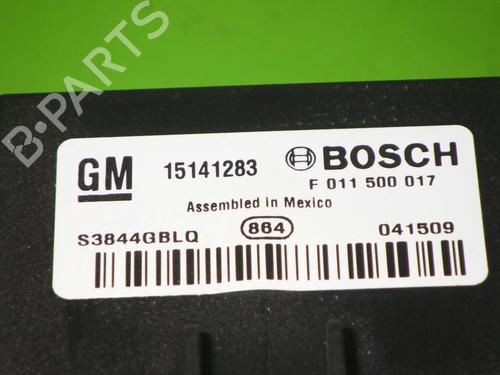 B-PARTS
GM 15141283 BOSCH
F 011 500 017
Assembled in Mexico
S3844GBLQ 864 041509